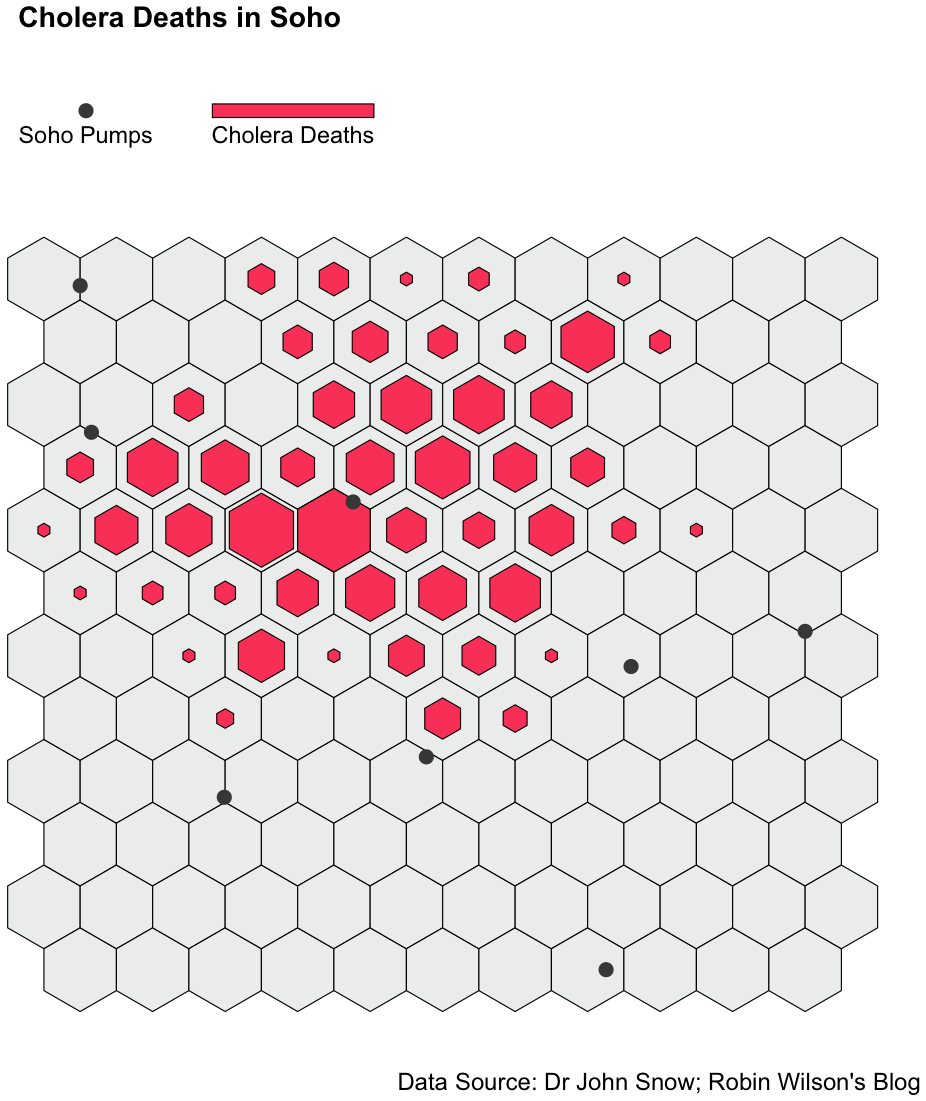 Cholera Deaths in Soho
Soho Pumps
Cholera Deaths
Data Source: Dr John Snow; Robin Wilson's Blog